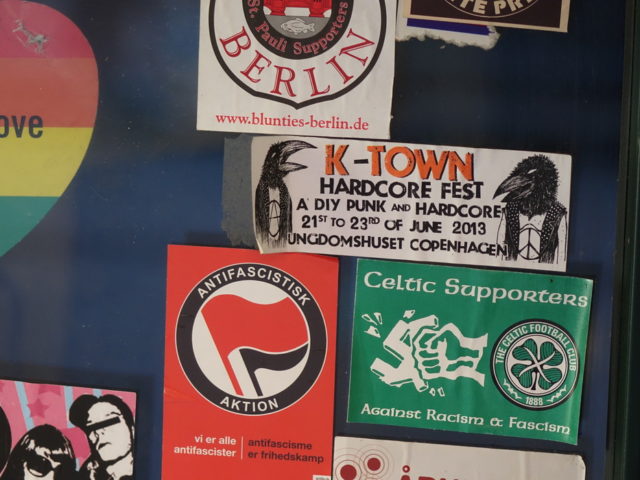 ove
St. Pauli Supporters
BERLIN
www.blunties-berlin.de
K-TOWN
HARDCORE FEST
A DIY PUNK AND HARDCORE
21ST TO 23RD OF JUNE 2013
UNGDOMSHUSET COPENHAGEN
ANTIFASCISTISK
AKTION
vi er alle
antifascister
antifascisme
er frihedskamp
Celtic Supporters
THE CELTIC FOOTBALL CLUB
1888
Against Racism & Fascism